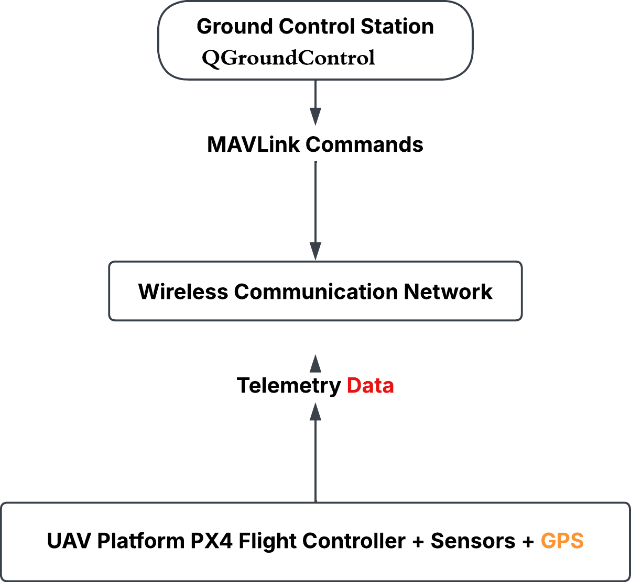 Ground Control Station
QGroundControl
MAVLink Commands
Wireless Communication Network
Telemetry Data
UAV Platform PX4 Flight Controller + Sensors + GPS